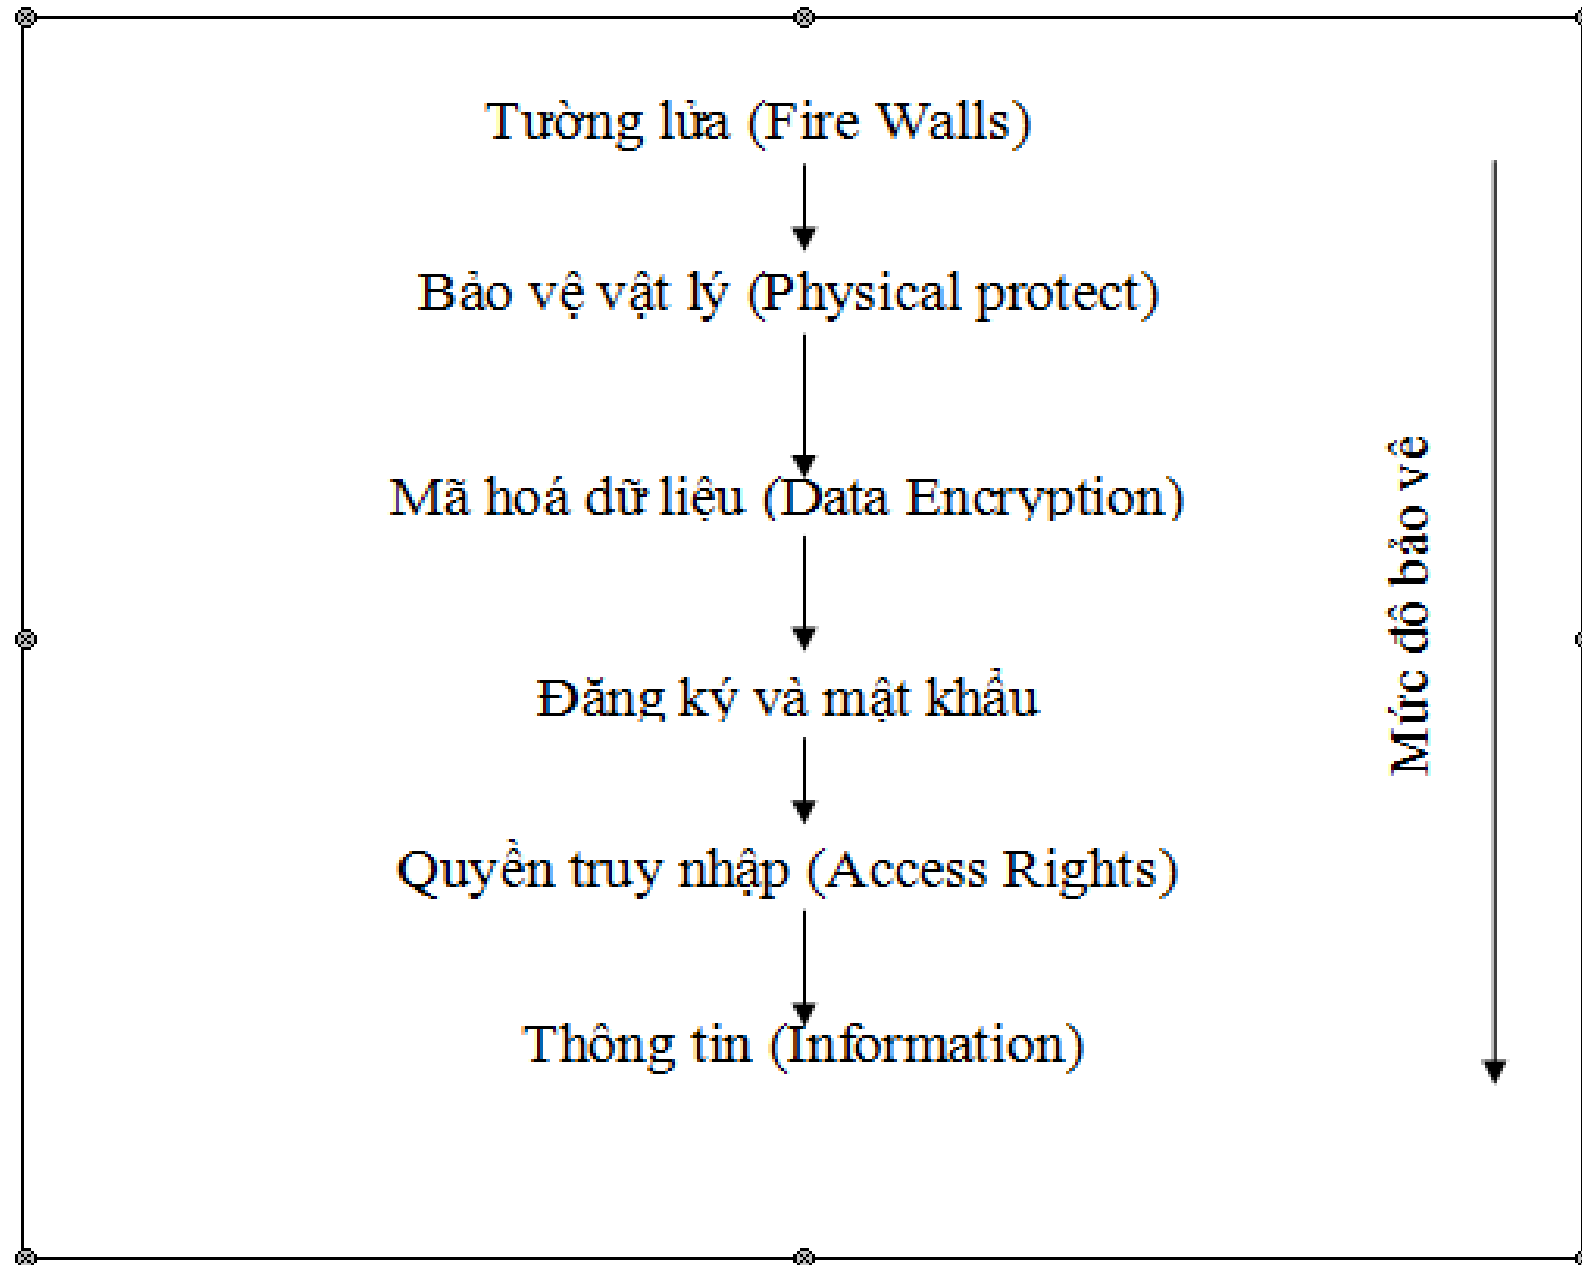 Tường lửa (Fire Walls)
Bảo vệ vật lý (Physical protect)
Mã hoá dữ liệu (Data Encryption)
Đăng ký và mật khẩu
Quyền truy nhập (Access Rights)
Thông tin (Information)
Mức độ bảo vệ